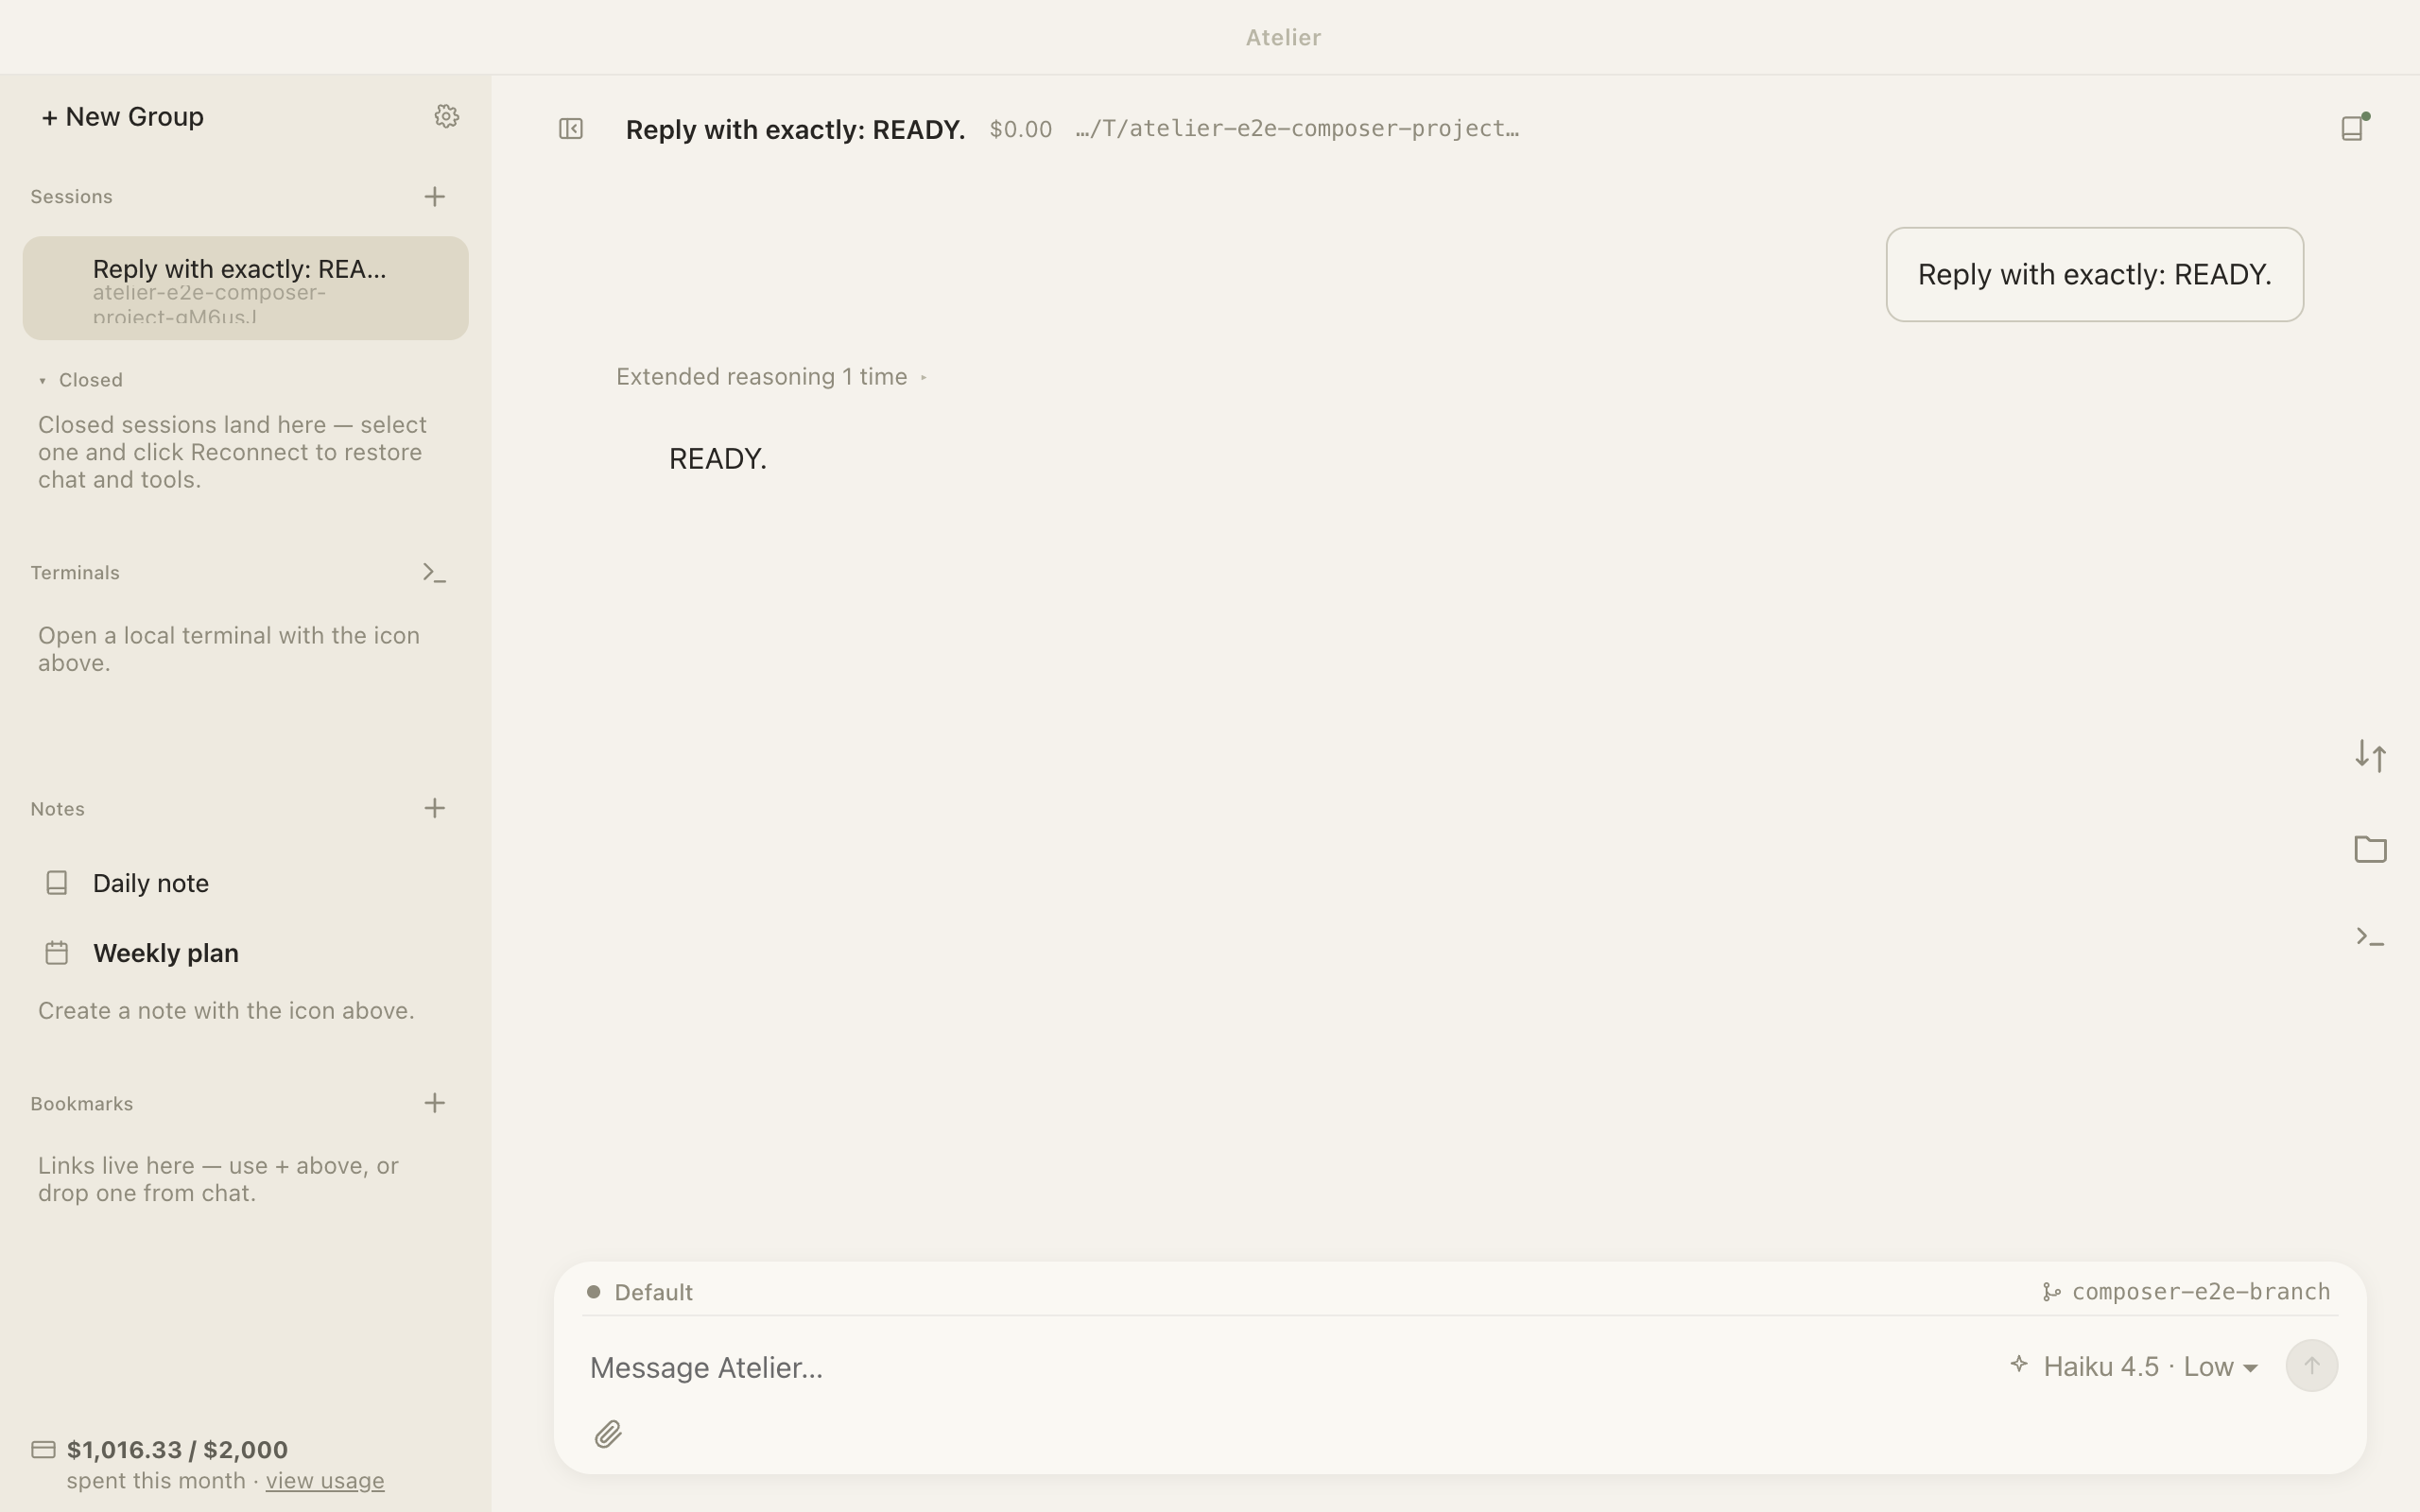 Atelier
+ New Group
Sessions
Reply with exactly: REA...
atelier-e2e-composer-
project-gM6usJ
Closed
Closed sessions land here — select
one and click Reconnect to restore
chat and tools.
Terminals
Open a local terminal with the icon
above.
Notes
Daily note
Weekly plan
Create a note with the icon above.
Bookmarks
Links live here — use + above, or
drop one from chat.
$1,016.33 / $2,000
spent this month · view usage
Reply with exactly: READY. $0.00 …/T/atelier-e2e-composer-project…
Reply with exactly: READY.
Extended reasoning 1 time
READY.
Default composer-e2e-branch
Message Atelier... Haiku 4.5 · Low